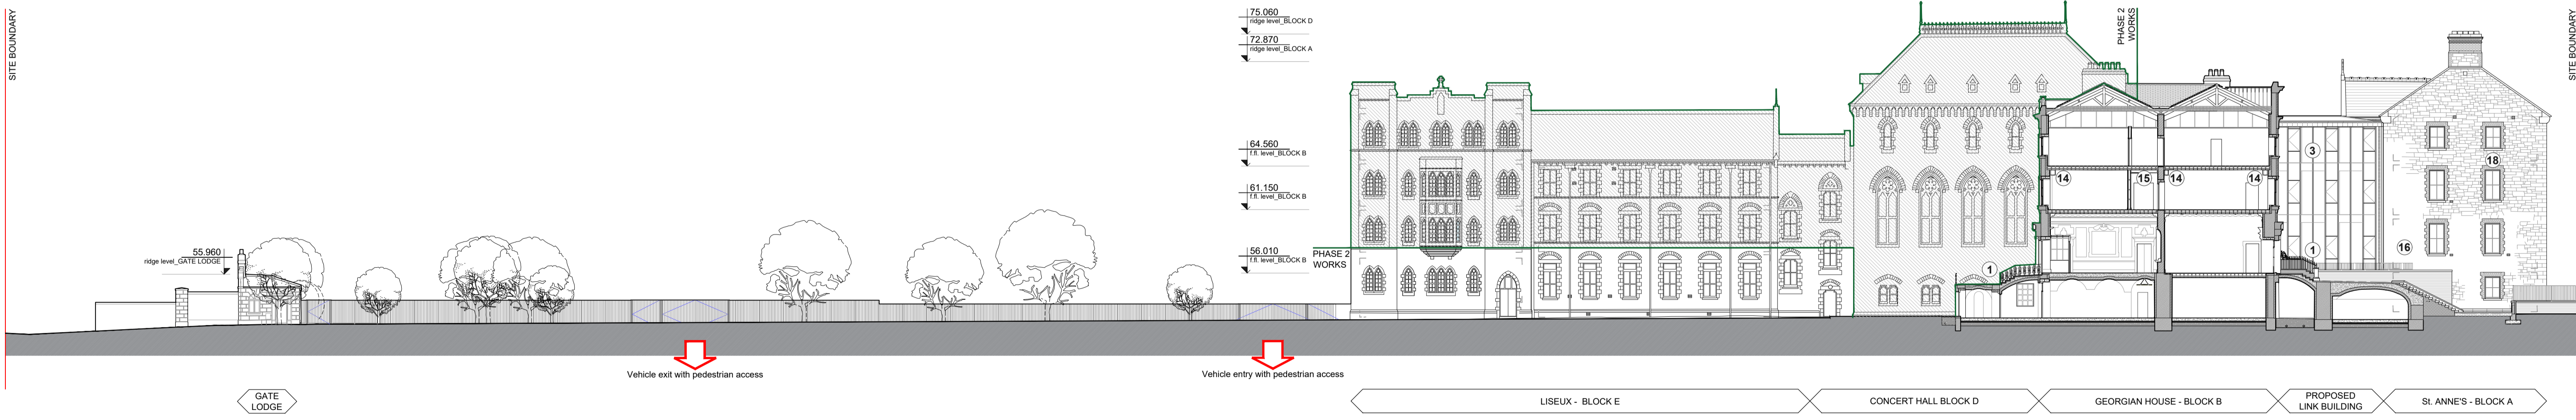 SITE BOUNDARY
75.060
ridge level_BLOCK D
72.870
ridge level_BLOCK A
64.560
f.fl. level_BLOCK B
61.150
f.fl. level_BLOCK B
56.010
f.fl. level_BLOCK B
55.960
ridge level_GATE LODGE
PHASE 2
WORKS
PHASE 2
WORKS
SITE BOUNDARY
3
18
14
15
14
14
1
16
1
Vehicle exit with pedestrian access
Vehicle entry with pedestrian access
GATE
LODGE
LISEUX - BLOCK E
CONCERT HALL BLOCK D
GEORGIAN HOUSE - BLOCK B
PROPOSED
LINK BUILDING
St. ANNE'S - BLOCK A